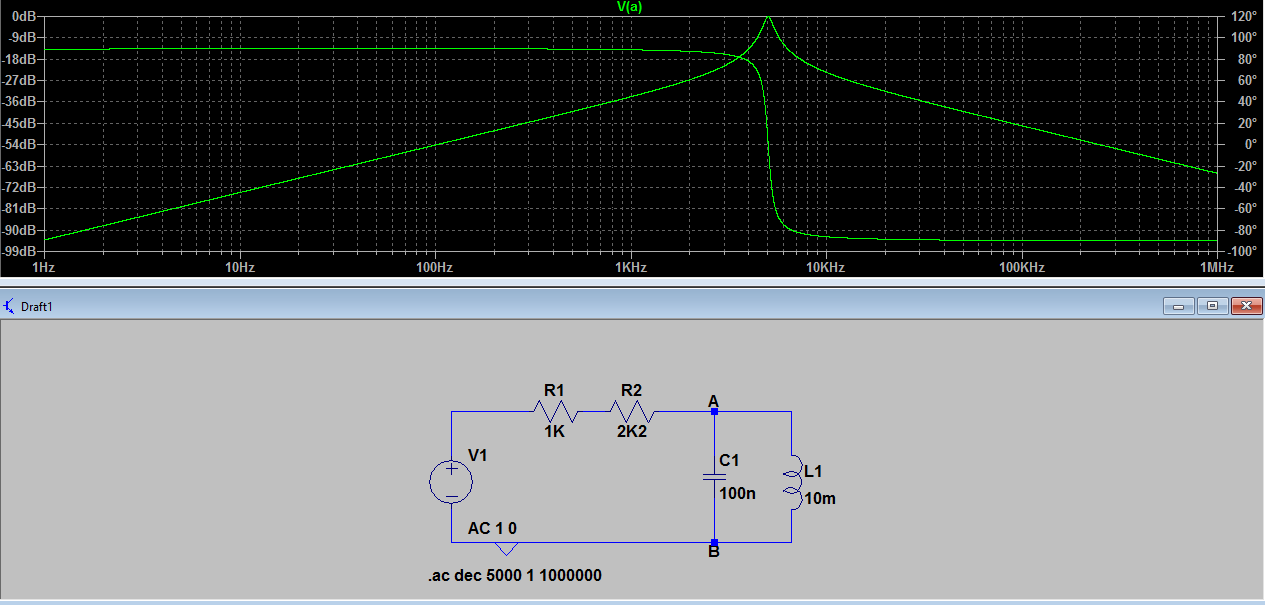 V(a)
0dB 120°
-9dB 100°
-18dB 80°
-27dB 60°
-36dB 40°
-45dB 20°
-54dB 0°
-63dB -20°
-72dB -40°
-81dB -60°
-90dB -80°
-99dB -100°
1Hz 10Hz 100Hz 1KHz 10KHz 100KHz 1MHz
Draft1
R1 R2 A
1K 2K2
V1 C1 L1
100n 10m
AC 1 0
B
.ac dec 5000 1 1000000